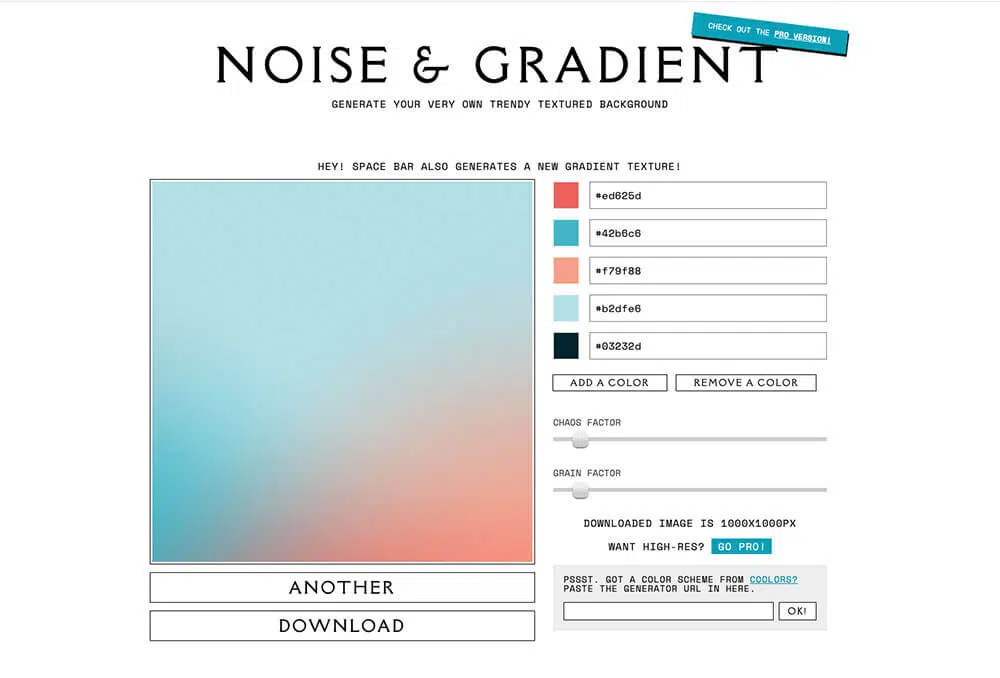 CHECK OUT THE PRO VERSION!
NOISE & GRADIENT
GENERATE YOUR VERY OWN TRENDY TEXTURED BACKGROUND
HEY! SPACE BAR ALSO GENERATES A NEW GRADIENT TEXTURE!
#ed625d
#42b6c6
#f79f88
#b2dfe6
#03232d
ADD A COLOR
REMOVE A COLOR
CHAOS FACTOR
GRAIN FACTOR
DOWNLOADED IMAGE IS 1000X1000PX
WANT HIGH-RES? GO PRO!
PSSST. GOT A COLOR SCHEME FROM COOLORS?
PASTE THE GENERATOR URL IN HERE.
OK!
ANOTHER
DOWNLOAD